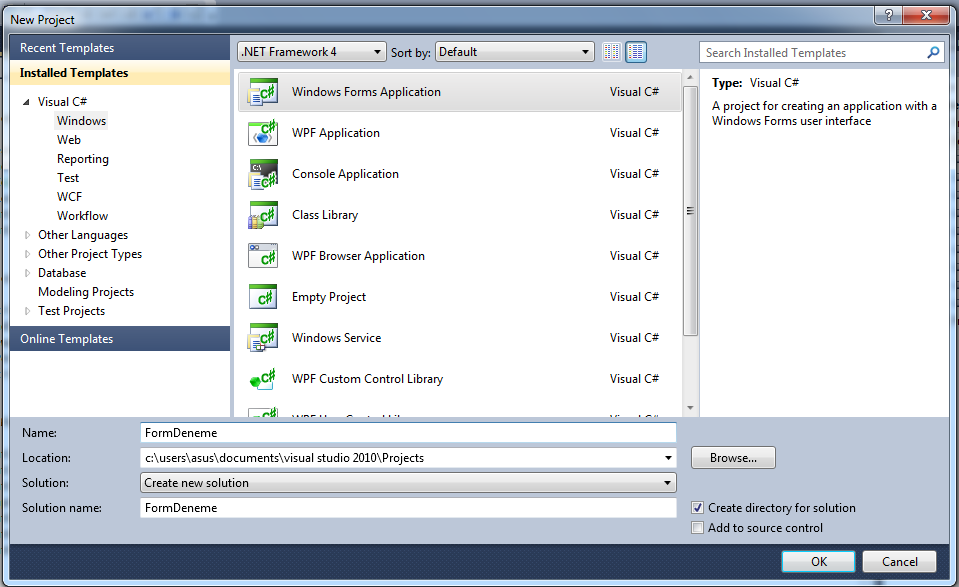 New Project
Recent Templates
Installed Templates
Visual C#
Windows
Web
Reporting
Test
WCF
Workflow
Other Languages
Other Project Types
Database
Modeling Projects
Test Projects
Online Templates
.NET Framework 4 Sort by: Default
Windows Forms Application Visual C#
WPF Application Visual C#
Console Application Visual C#
Class Library Visual C#
WPF Browser Application Visual C#
Empty Project Visual C#
Windows Service Visual C#
WPF Custom Control Library Visual C#
Search Installed Templates
Type: Visual C#
A project for creating an application with a
Windows Forms user interface
Name: FormDeneme
Location: c:\users\asus\documents\visual studio 2010\Projects Browse...
Solution: Create new solution
Solution name: FormDeneme
Create directory for solution
Add to source control
OK Cancel